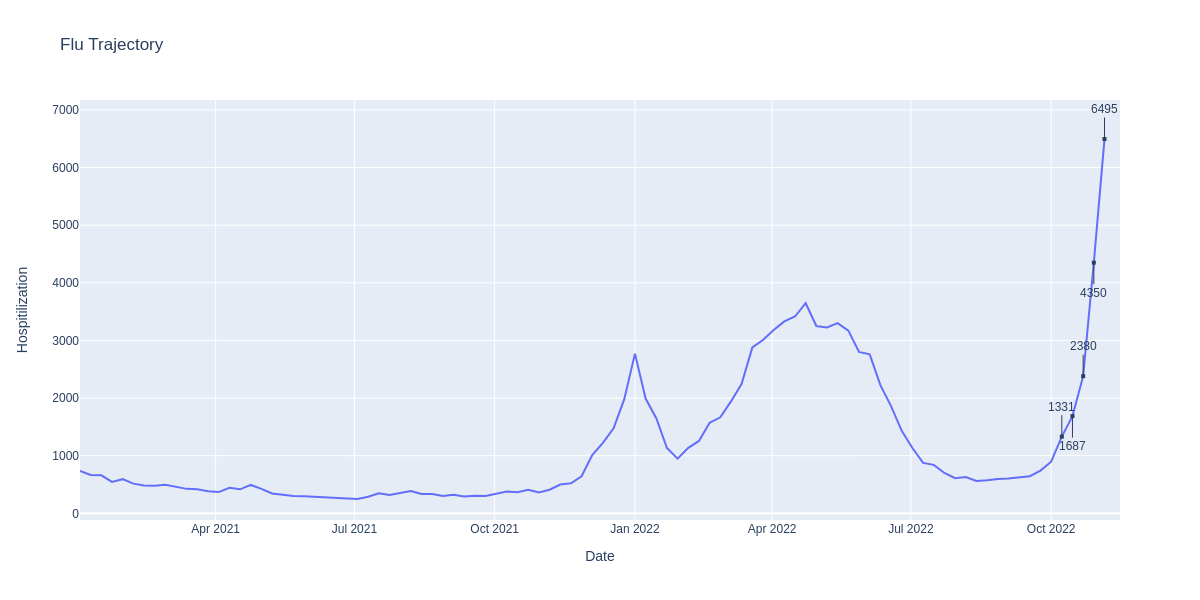 Flu Trajectory
7000
6000
5000
4000
3000
2000
1000
0
Hospitilization
6495
4350
2380
1331
1687
Apr 2021
Jul 2021
Oct 2021
Jan 2022
Apr 2022
Jul 2022
Oct 2022
Date